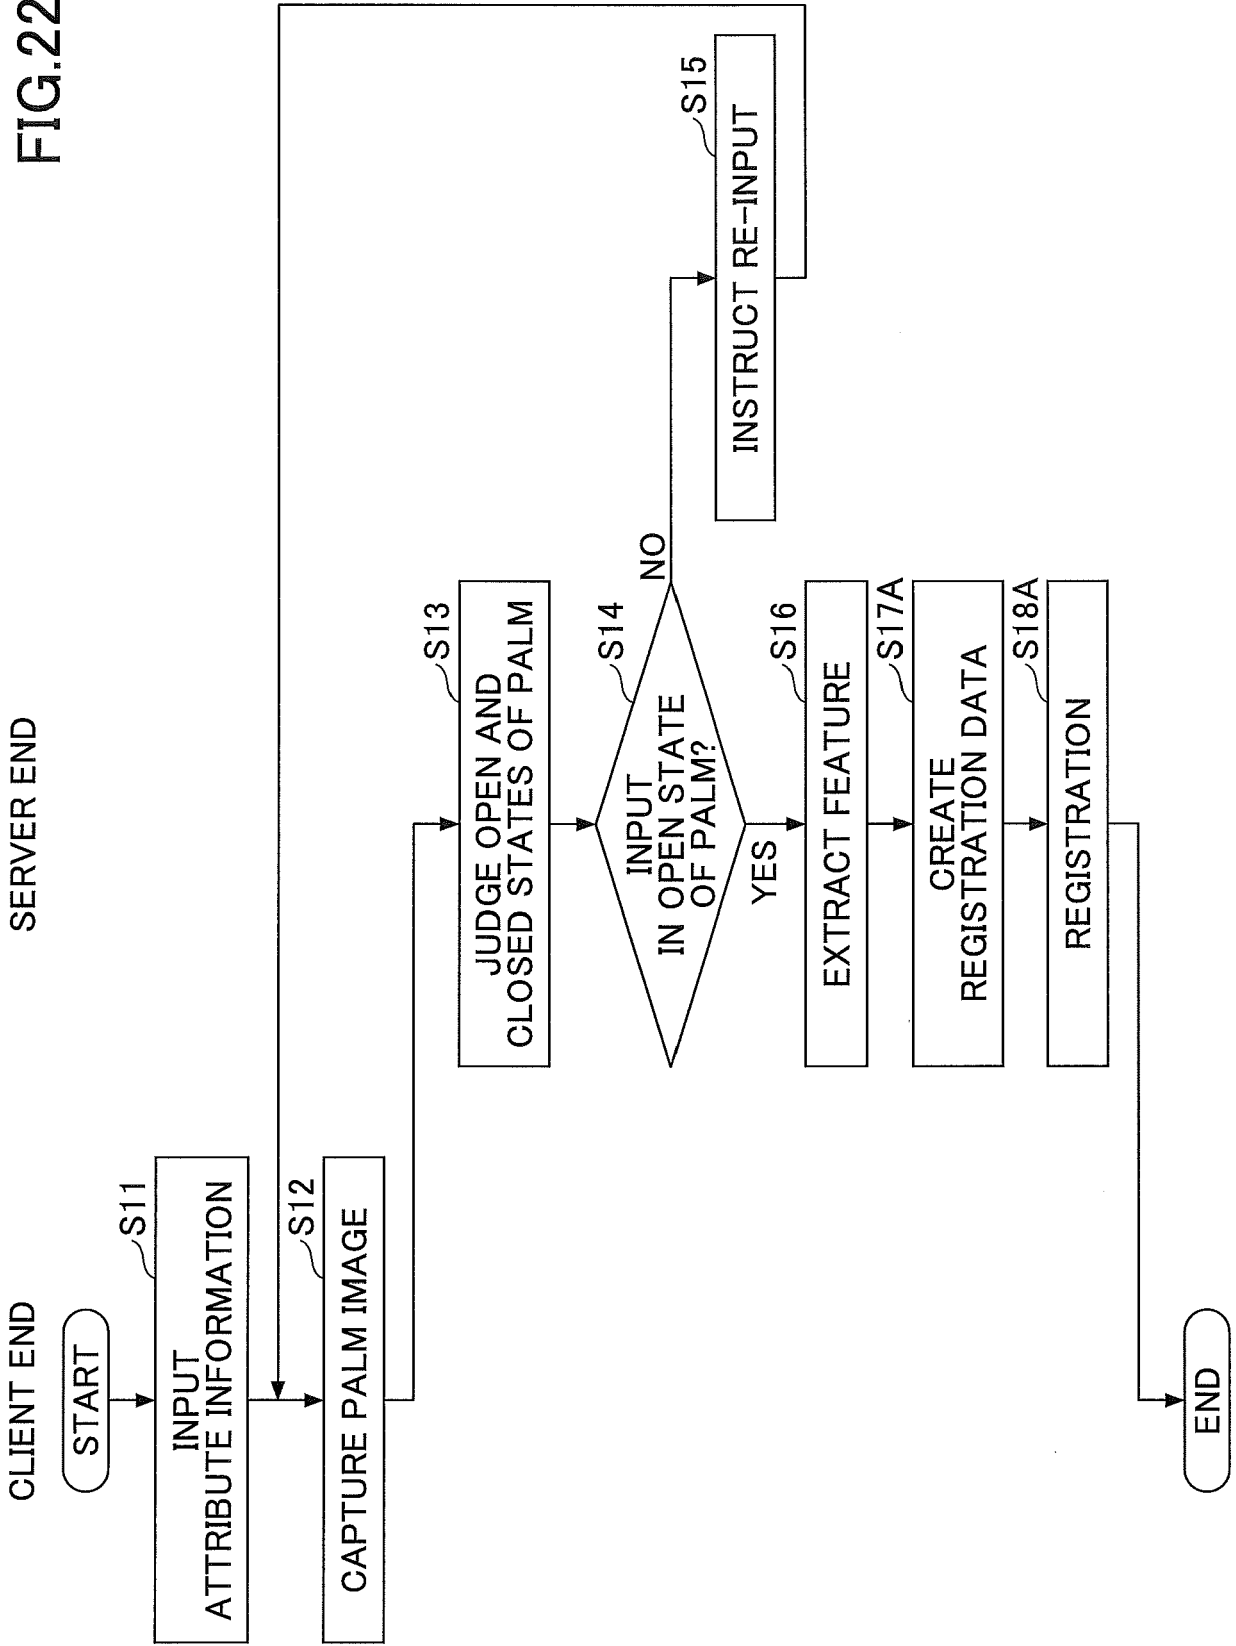 FIG.22
CLIENT END
SERVER END
START
S11
INPUT
ATTRIBUTE INFORMATION
S12
CAPTURE PALM IMAGE
S13
JUDGE OPEN AND
CLOSED STATES OF PALM
S14
INPUT
IN OPEN STATE
OF PALM?
NO
YES
S15
INSTRUCT RE-INPUT
S16
EXTRACT FEATURE
S17A
CREATE
REGISTRATION DATA
S18A
REGISTRATION
END